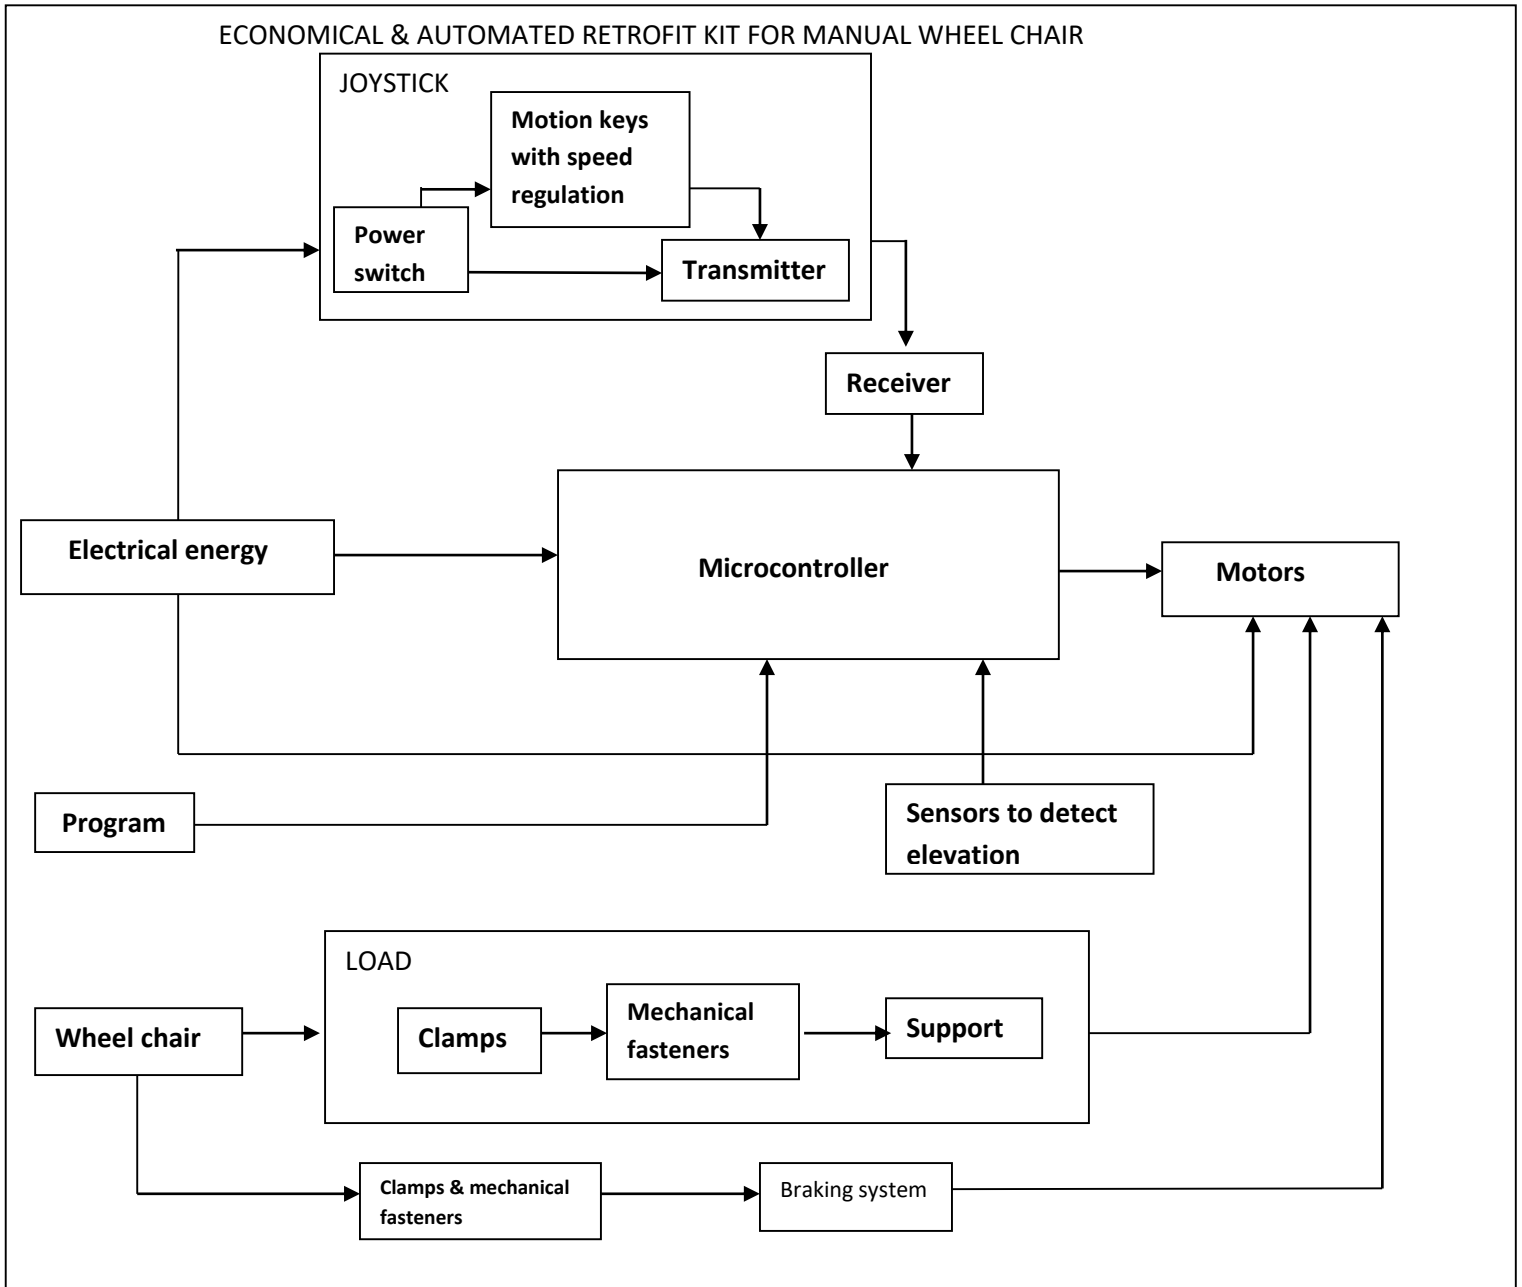 ECONOMICAL & AUTOMATED RETROFIT KIT FOR MANUAL WHEEL CHAIR
JOYSTICK
Motion keys
with speed
regulation
Power
switch
Transmitter
Receiver
Electrical energy
Microcontroller
Motors
Program
Sensors to detect
elevation
LOAD
Wheel chair
Clamps
Mechanical
fasteners
Support
Clamps & mechanical
fasteners
Braking system